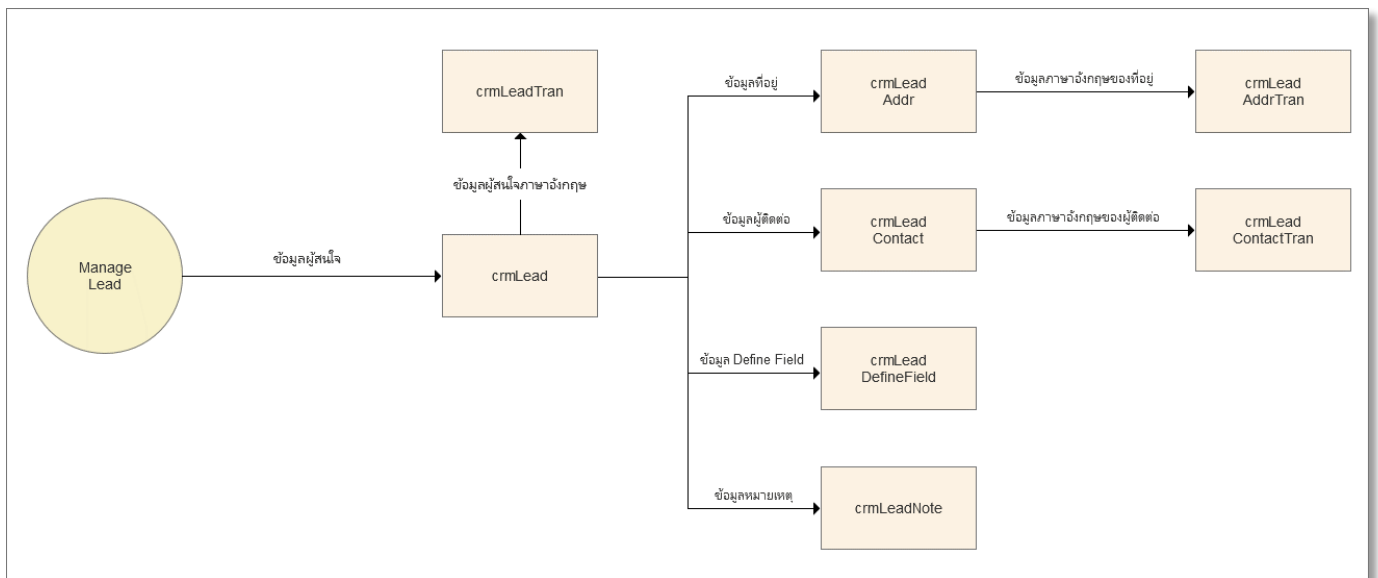 crmLeadTran
ข้อมูลที่อยู่
crmLead
Addr
ข้อมูลภาษาอังกฤษของที่อยู่
crmLead
AddrTran
ข้อมูลผู้สนใจภาษาอังกฤษ
ข้อมูลผู้ติดต่อ
crmLead
Contact
ข้อมูลภาษาอังกฤษของผู้ติดต่อ
crmLead
ContactTran
Manage
Lead
ข้อมูลผู้สนใจ
crmLead
ข้อมูล Define Field
crmLead
DefineField
ข้อมูลหมายเหตุ
crmLeadNote